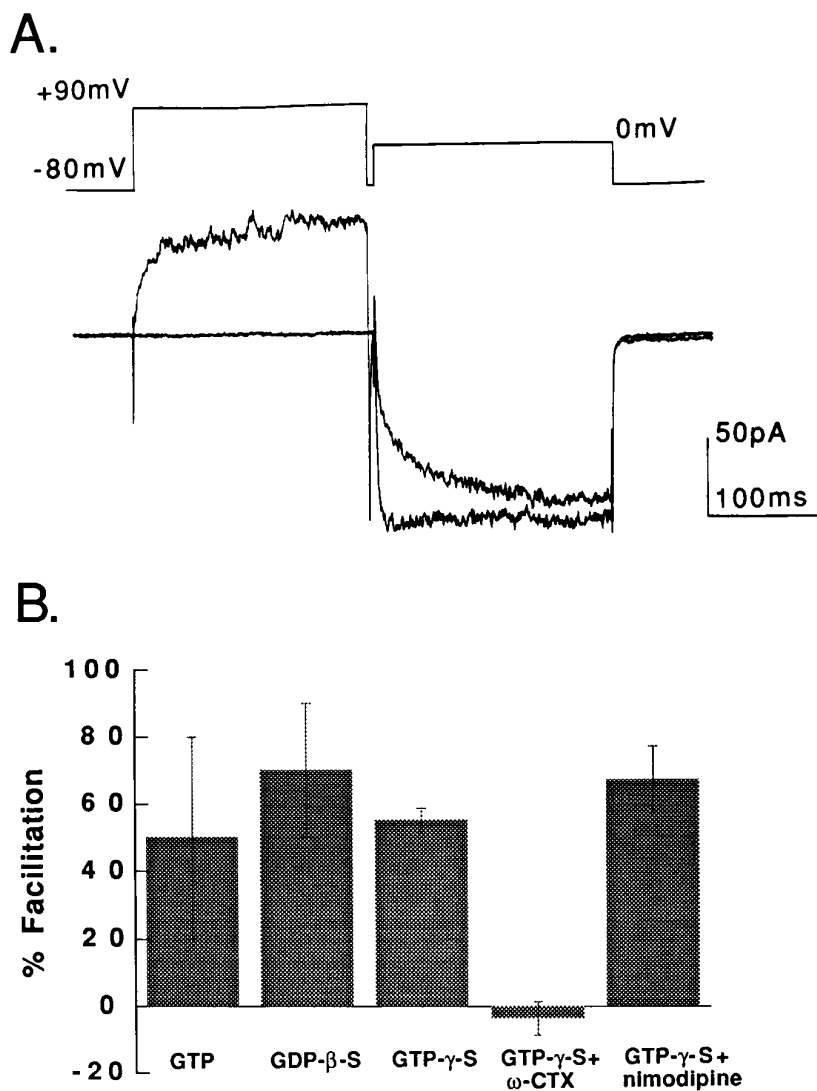 A.
+90mV
0mV
-80mV
50pA
100ms
B.
% Facilitation
100
80
60
40
20
0
-20
GTP
GDP-β-S
GTP-γ-S
GTP-γ-S+
ω-CTX
GTP-γ-S+
nimodipine